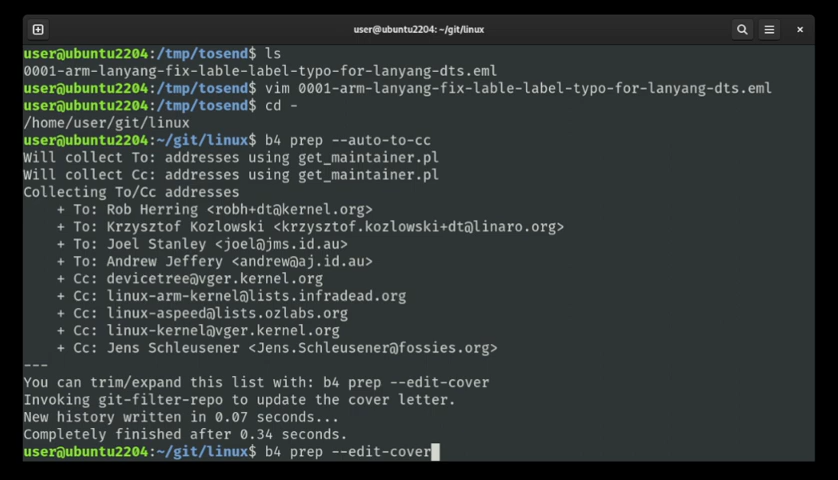 user@ubuntu2204: ~/git/linux
user@ubuntu2204:/tmp/tosend$ ls
0001-arm-lanyang-fix-lable-label-typo-for-lanyang-dts.eml
user@ubuntu2204:/tmp/tosend$ vim 0001-arm-lanyang-fix-lable-label-typo-for-lanyang-dts.eml
user@ubuntu2204:/tmp/tosend$ cd -
/home/user/git/linux
user@ubuntu2204:~/git/linux$ b4 prep --auto-to-cc
Will collect To: addresses using get_maintainer.pl
Will collect Cc: addresses using get_maintainer.pl
Collecting To/Cc addresses
    + To: Rob Herring <robh+dt@kernel.org>
    + To: Krzysztof Kozlowski <krzysztof.kozlowski+dt@linaro.org>
    + To: Joel Stanley <joel@jms.id.au>
    + To: Andrew Jeffery <andrew@aj.id.au>
    + Cc: devicetree@vger.kernel.org
    + Cc: linux-arm-kernel@lists.infradead.org
    + Cc: linux-aspeed@lists.ozlabs.org
    + Cc: linux-kernel@vger.kernel.org
    + Cc: Jens Schleusener <Jens.Schleusener@fossies.org>
---
You can trim/expand this list with: b4 prep --edit-cover
Invoking git-filter-repo to update the cover letter.
New history written in 0.07 seconds...
Completely finished after 0.34 seconds.
user@ubuntu2204:~/git/linux$ b4 prep --edit-cover